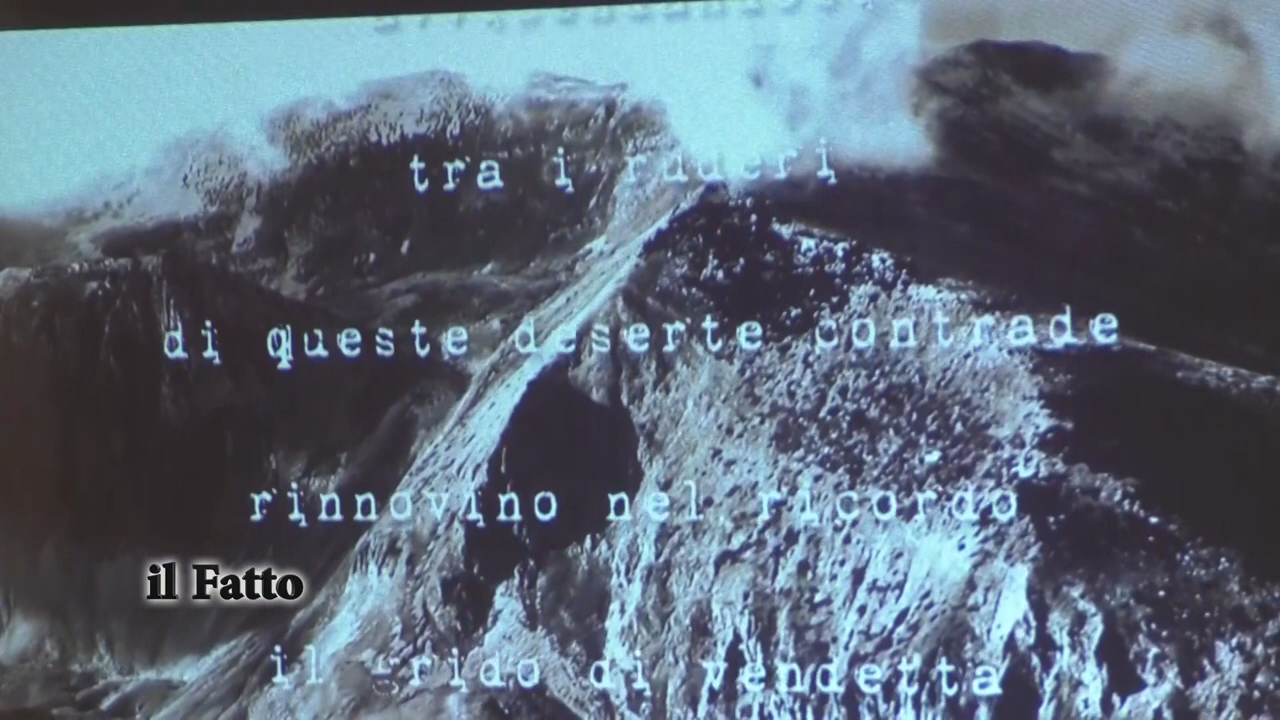 tra i ruderi
di queste deserte contrade
rinnovino nel ricordo
il Fatto
il grido di vendetta